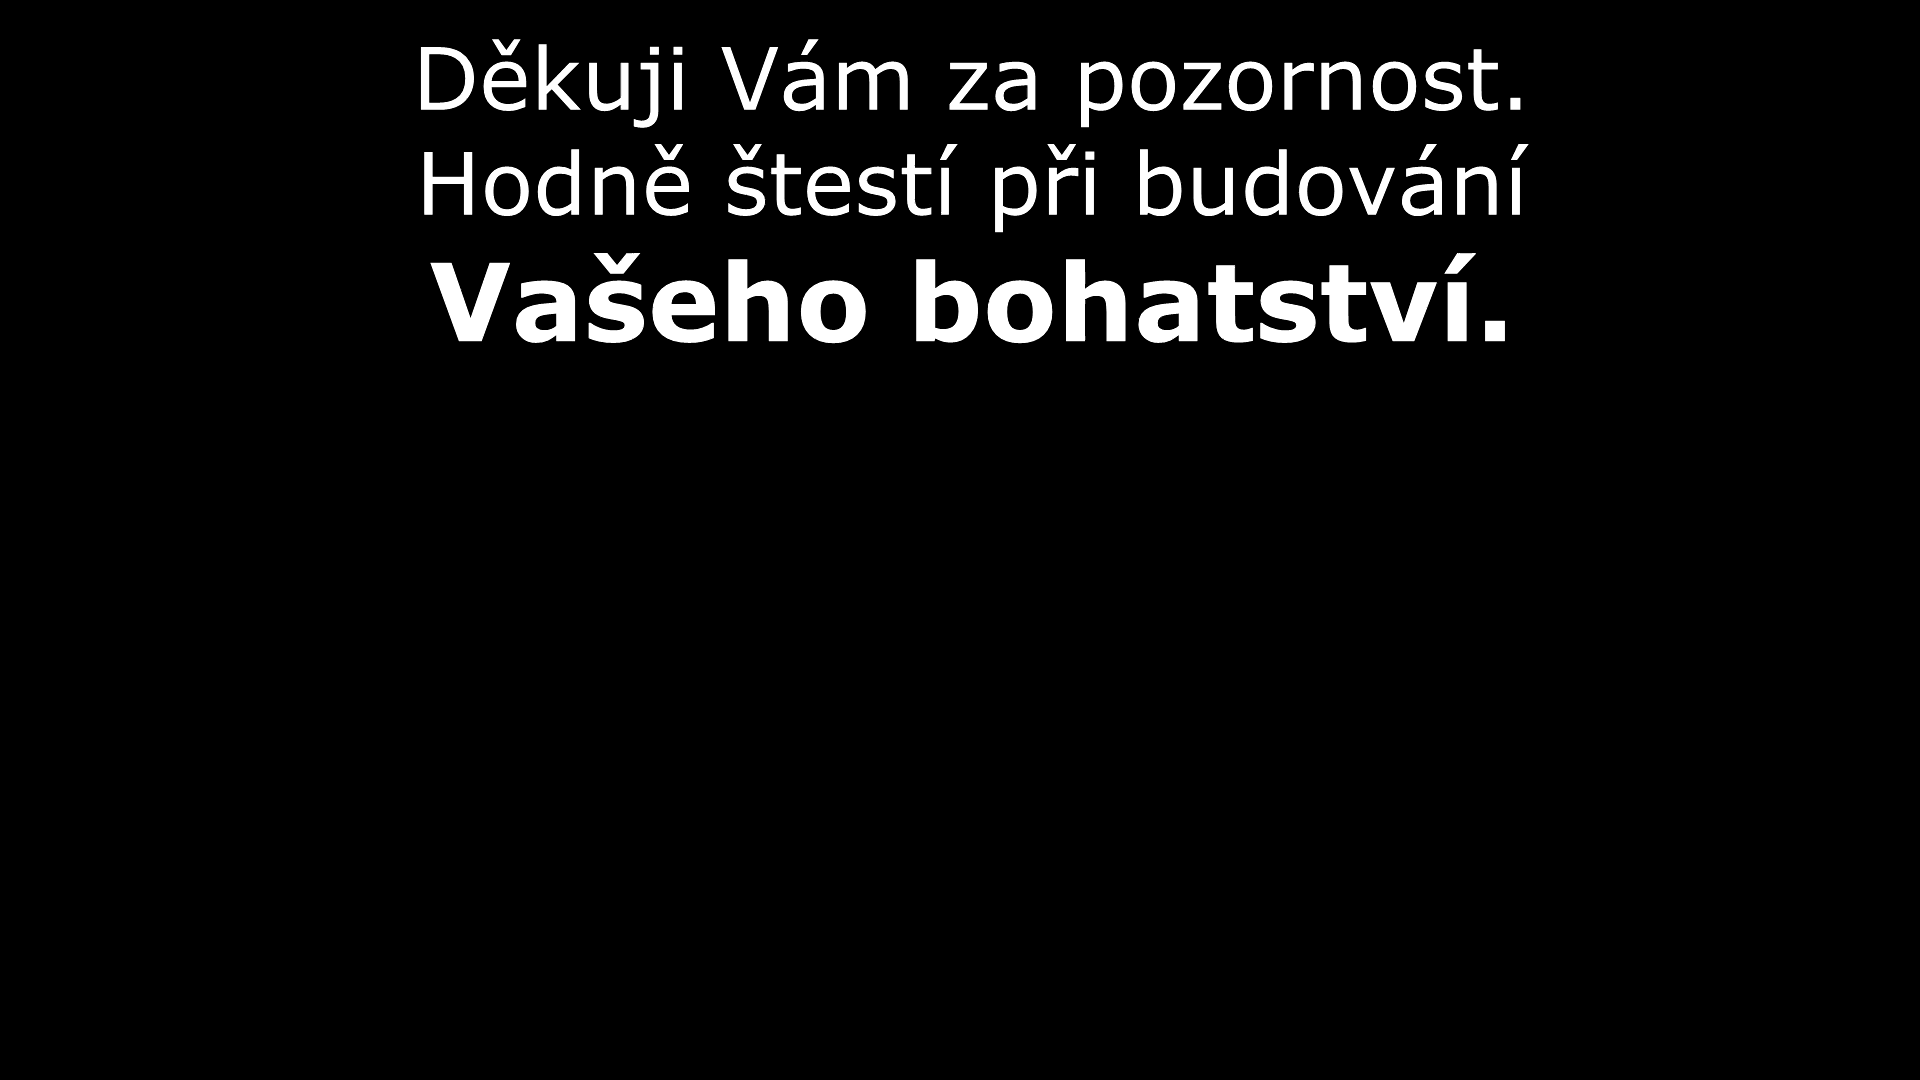 Děkuji Vám za pozornost.
Hodně štestí při budování
Vašeho bohatství.